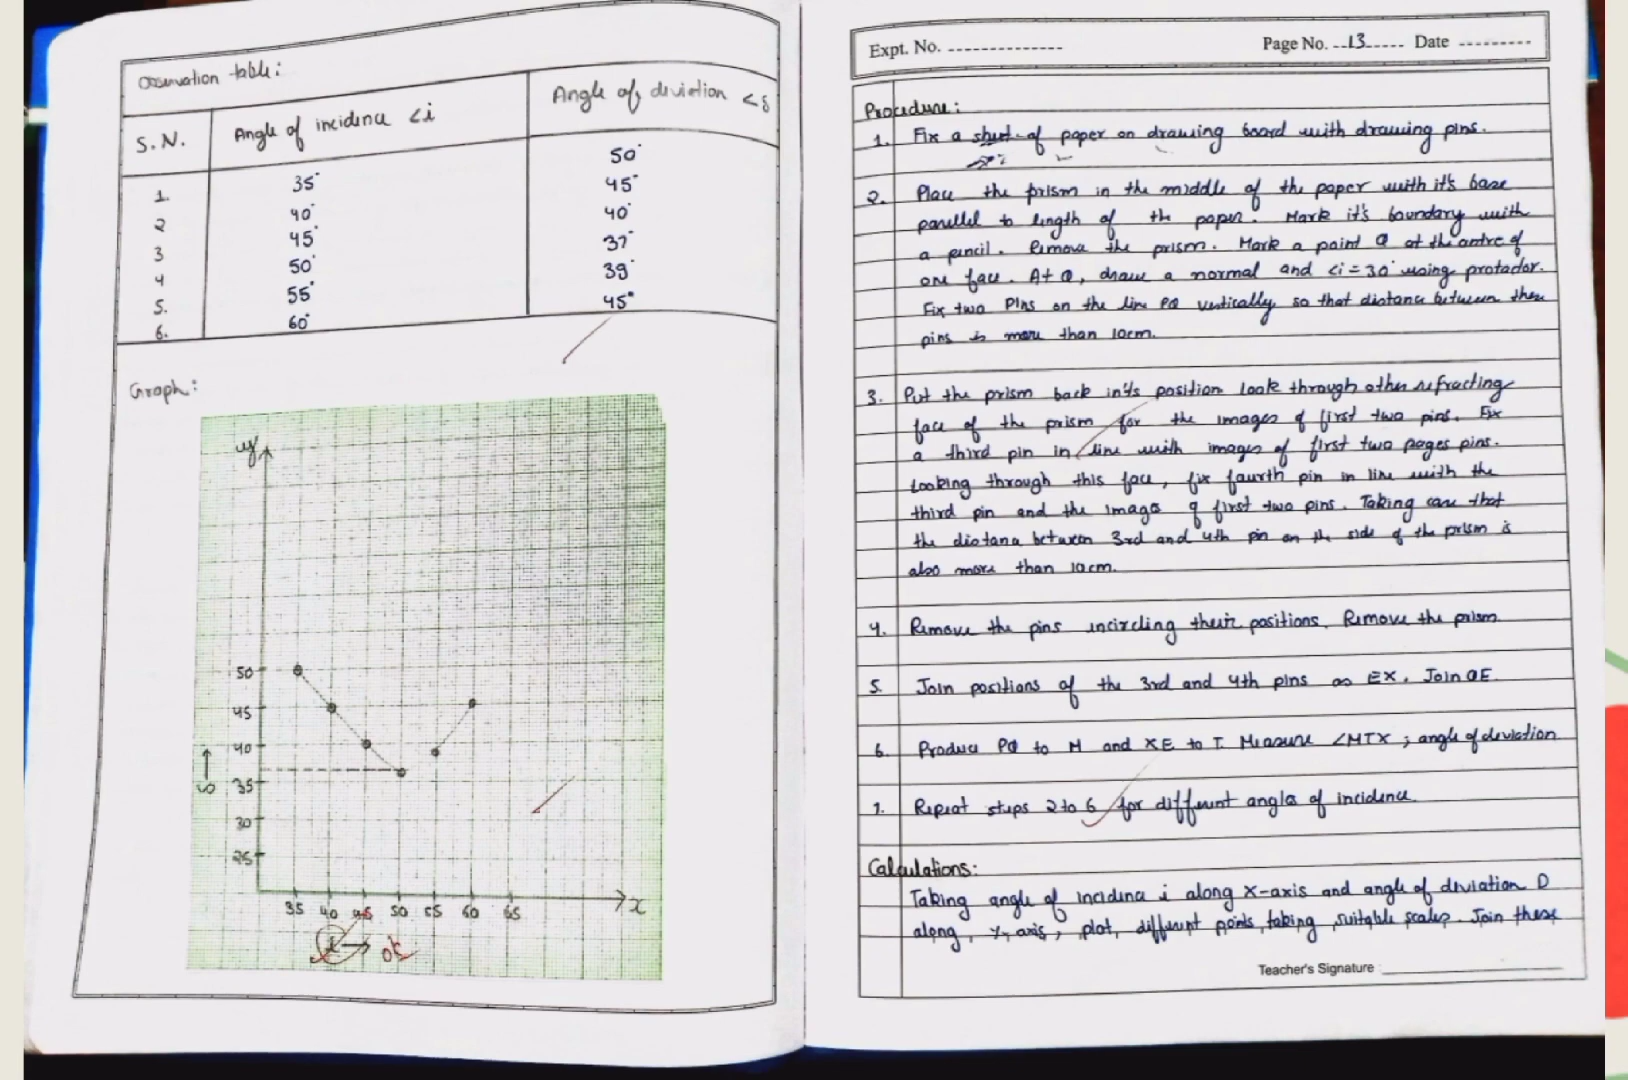 Observation table:
S.N. Angle of incidence <i Angle of deviation <δ
1. 35° 50°
2 40° 45°
3 45° 40°
4 50° 37°
5. 55° 39°
6. 60° 45°
Graph:
y
50
45
40
35
30
25
δ
35 40 45 50 55 60 65
x
i → ok
Expt. No. Page No. 13 Date
Procedure:
1. Fix a sheet of paper on drawing board with drawing pins.
2. Place the prism in the middle of the paper with it's base
parallel to length of the paper. Mark it's boundary with
a pencil. Remove the prism. Mark a point Q at the centre of
one face. At Q, draw a normal and <i = 30° using protactor.
Fix two Pins on the line PQ vertically so that distance between these
pins is more than 10cm.
3. Put the prism back in it's position look through other refracting
face of the prism for the images of first two pins. Fix
a third pin in line with images of first two pages pins.
Looking through this face, fix fourth pin in line with the
third pin and the image of first two pins. Taking care that
the distance between 3rd and 4th pin on the side of the prism is
also more than 10cm.
4. Remove the pins incircling their positions. Remove the prism.
5. Join positions of the 3rd and 4th pins as EX. Join QE.
6. Produce PQ to M and XE to T. Measure ∠MTX; angle of deviation
7. Repeat steps 2 to 6 for different angles of incidence.
Calculations:
Taking angle of incidence i along X-axis and angle of deviation D
along Y-axis, plot different points, taking suitable scales. Join these
Teacher's Signature